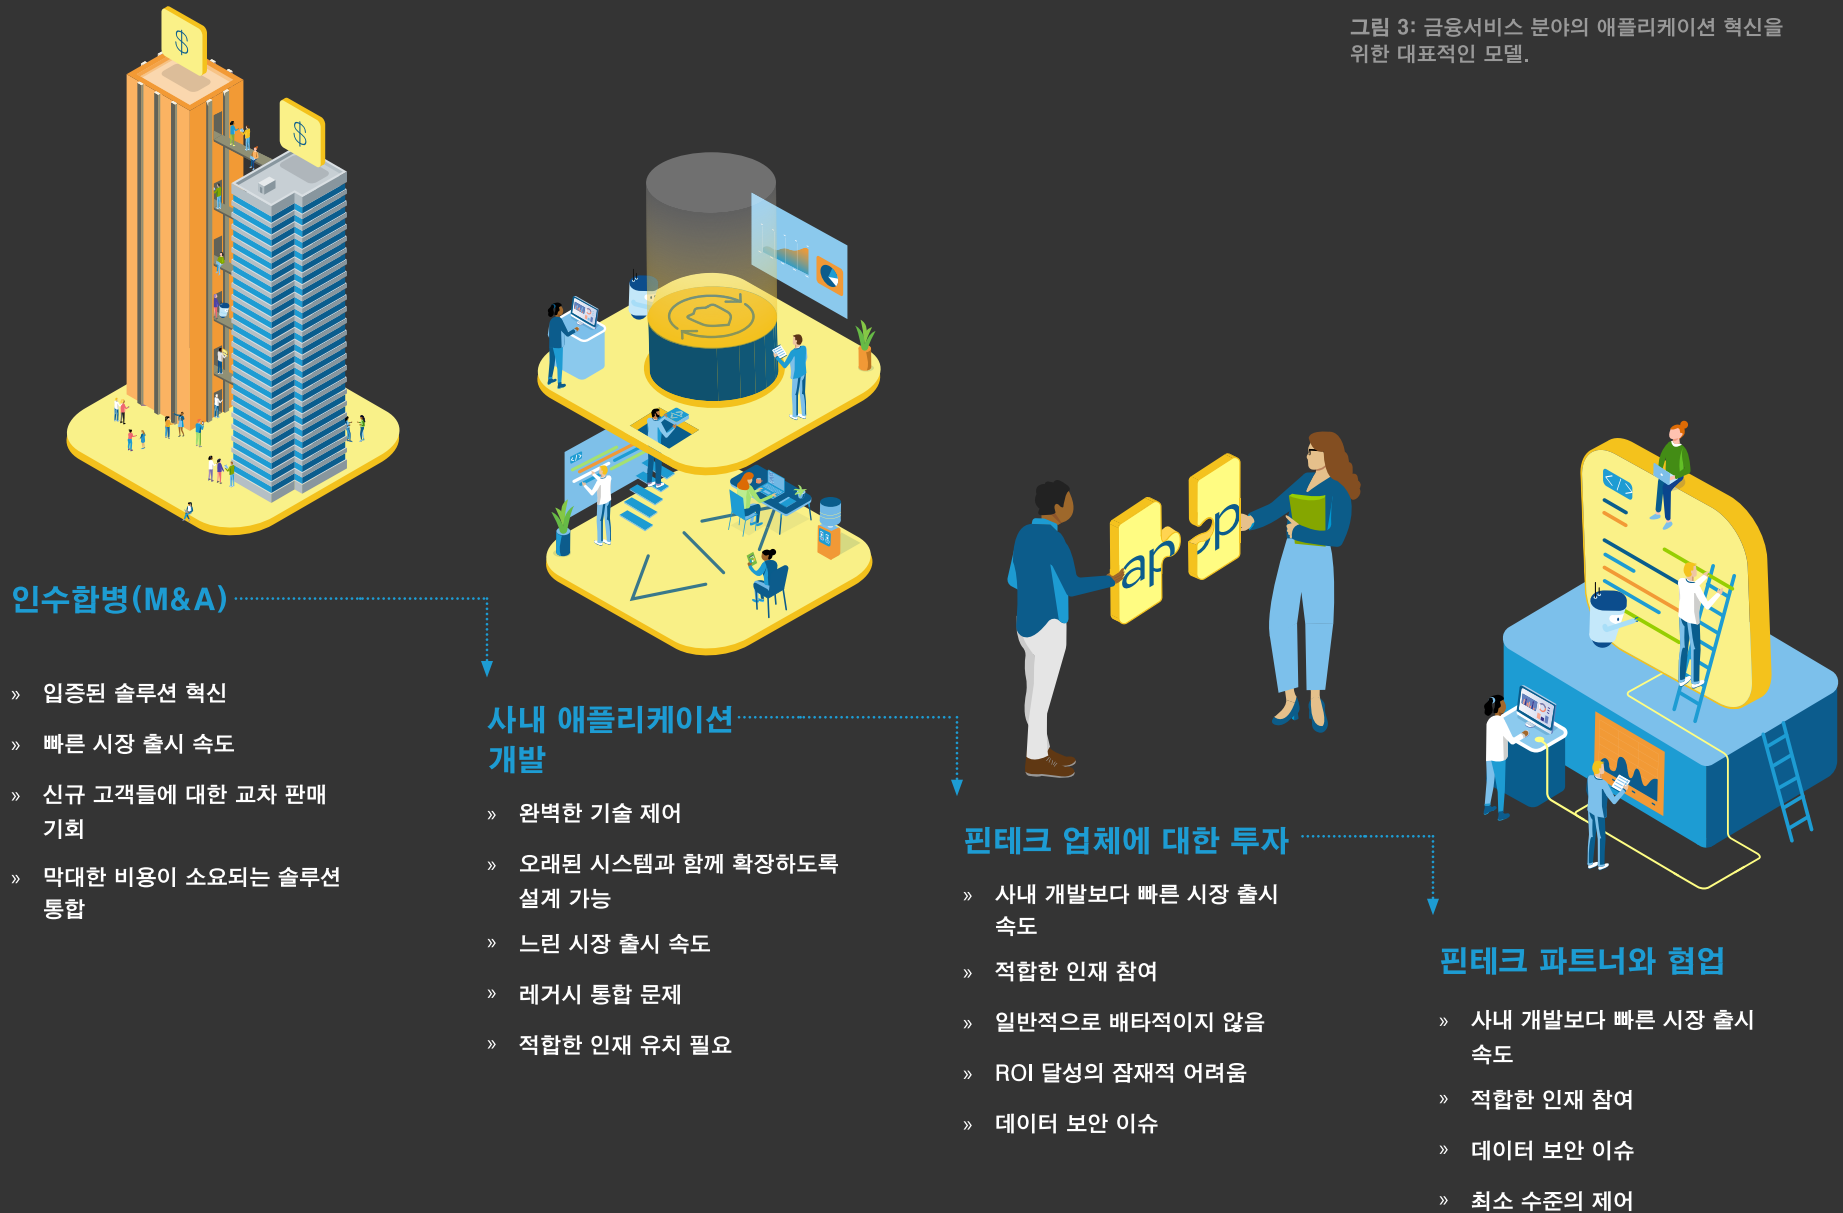 그림 3: 금융서비스 분야의 애플리케이션 혁신을
위한 대표적인 모델.
$
$
</>
</>
ap
p
</>
인수합병(M&A)
» 입증된 솔루션 혁신
» 빠른 시장 출시 속도
» 신규 고객들에 대한 교차 판매
기회
» 막대한 비용이 소요되는 솔루션
통합
사내 애플리케이션
개발
» 완벽한 기술 제어
» 오래된 시스템과 함께 확장하도록
설계 가능
» 느린 시장 출시 속도
» 레거시 통합 문제
» 적합한 인재 유치 필요
핀테크 업체에 대한 투자
» 사내 개발보다 빠른 시장 출시
속도
» 적합한 인재 참여
» 일반적으로 배타적이지 않음
» ROI 달성의 잠재적 어려움
» 데이터 보안 이슈
핀테크 파트너와 협업
» 사내 개발보다 빠른 시장 출시
속도
» 적합한 인재 참여
» 데이터 보안 이슈
» 최소 수준의 제어